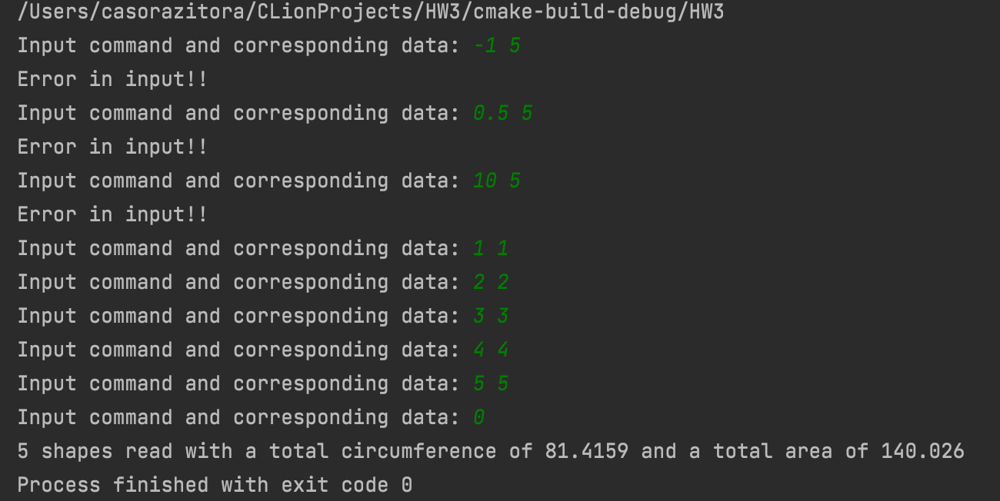 /Users/casorazitora/CLionProjects/HW3/cmake-build-debug/HW3
Input command and corresponding data: -1 5
Error in input!!
Input command and corresponding data: 0.5 5
Error in input!!
Input command and corresponding data: 10 5
Error in input!!
Input command and corresponding data: 1 1
Input command and corresponding data: 2 2
Input command and corresponding data: 3 3
Input command and corresponding data: 4 4
Input command and corresponding data: 5 5
Input command and corresponding data: 0
5 shapes read with a total circumference of 81.4159 and a total area of 140.026
Process finished with exit code 0